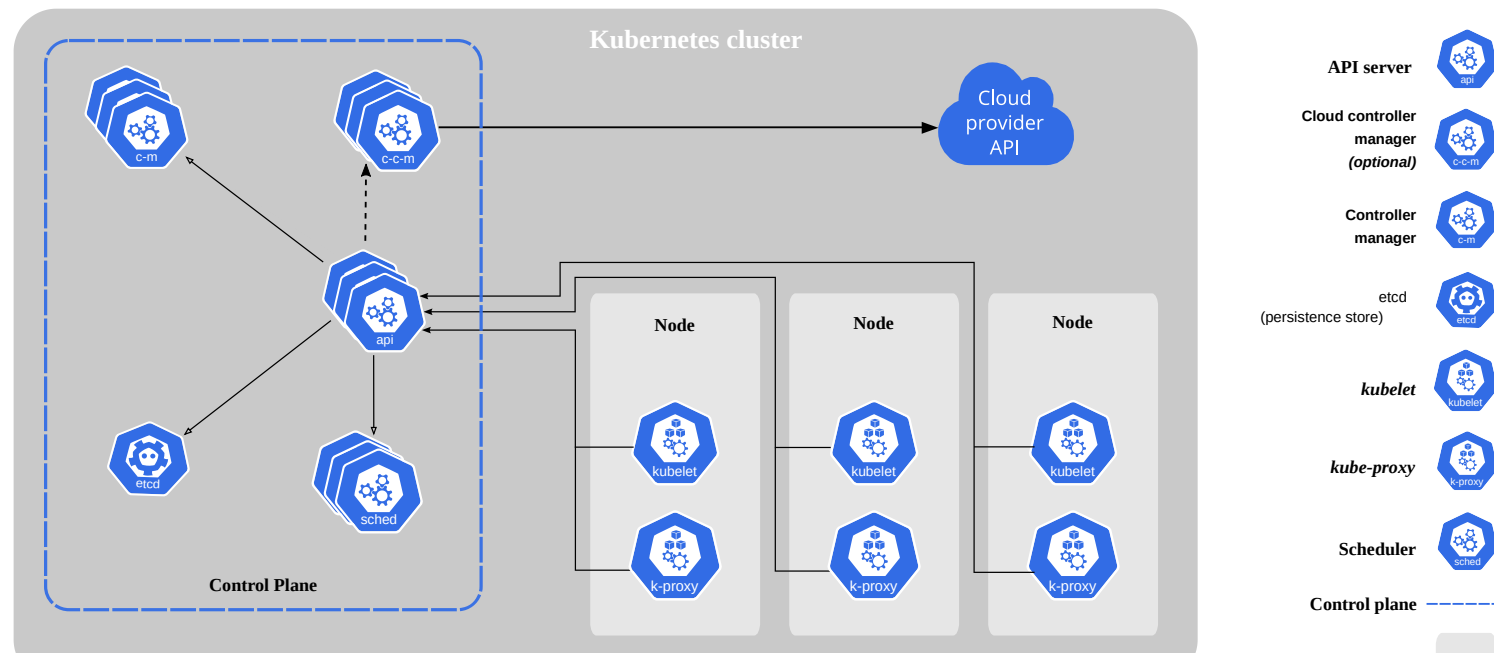 Kubernetes cluster
c-m
c-c-m
Cloud
provider
API
api
Node
Node
Node
etcd
sched
kubelet
kubelet
kubelet
k-proxy
k-proxy
k-proxy
Control Plane
API server
api
Cloud controller
manager
(optional)
c-c-m
Controller
manager
c-m
etcd
(persistence store)
etcd
kubelet
kubelet
kube-proxy
k-proxy
Scheduler
sched
Control plane